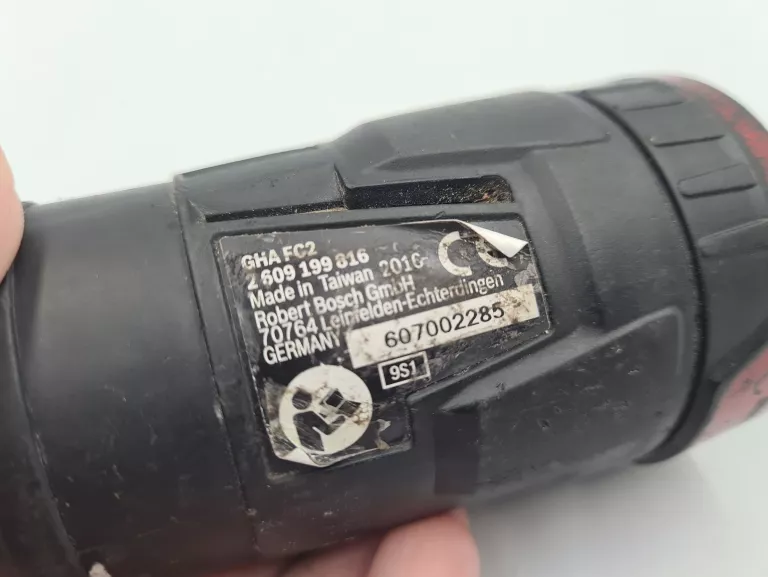 GHA FC2
2 609 199 816
Made in Taiwan 2016
Robert Bosch GmbH
70764 Leinfelden-Echterdingen
GERMANY
607002285
9S1
CE